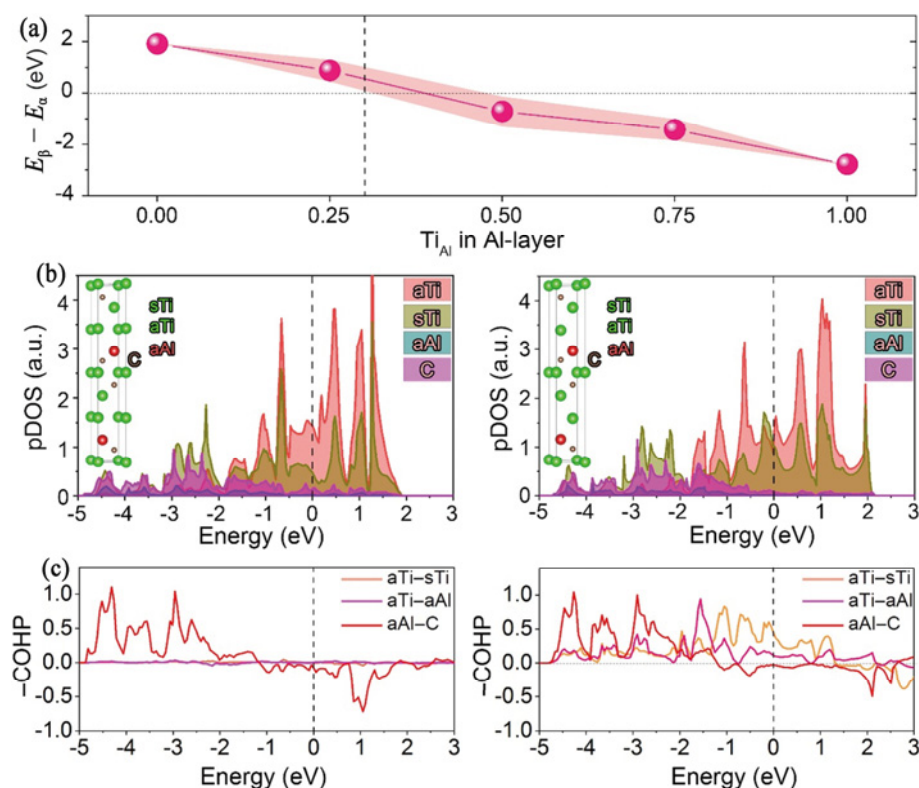 (a)
E_β − E_α (eV)
2
0
-2
-4
0.00 0.25 0.50 0.75 1.00
Ti_Al in Al-layer
(b)
pDOS (a.u.)
4
3
2
1
0
sTi
aTi
aAl
C
aTi
sTi
aAl
C
-5 -4 -3 -2 -1 0 1 2 3
Energy (eV)
pDOS (a.u.)
4
3
2
1
0
sTi
aTi
aAl
C
aTi
sTi
aAl
C
-5 -4 -3 -2 -1 0 1 2 3
Energy (eV)
(c)
−COHP
1.0
0.5
0.0
-0.5
1.0
aTi–sTi
aTi–aAl
aAl–C
-5 -4 -3 -2 -1 0 1 2 3
Energy (eV)
−COHP
1.0
0.5
0.0
-0.5
1.0
aTi–sTi
aTi–aAl
aAl–C
-5 -4 -3 -2 -1 0 1 2 3
Energy (eV)